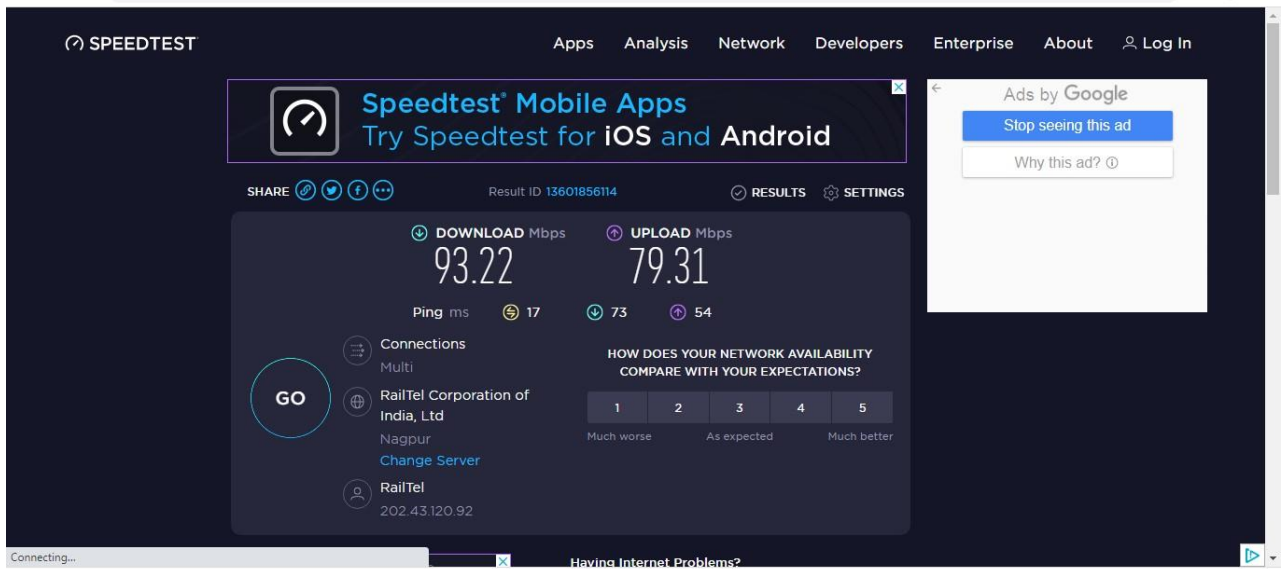 SPEEDTEST
Apps Analysis Network Developers Enterprise About Log In
Speedtest® Mobile Apps
Try Speedtest for iOS and Android
Ads by Google
Stop seeing this ad
Why this ad?
SHARE Result ID 13601856114 RESULTS SETTINGS
DOWNLOAD Mbps UPLOAD Mbps
93.22 79.31
Ping ms 17 73 54
Connections
Multi
HOW DOES YOUR NETWORK AVAILABILITY
COMPARE WITH YOUR EXPECTATIONS?
GO
RailTel Corporation of
India, Ltd
1 2 3 4 5
Much worse As expected Much better
Nagpur
Change Server
RailTel
202.43.120.92
Connecting...
Having Internet Problems?